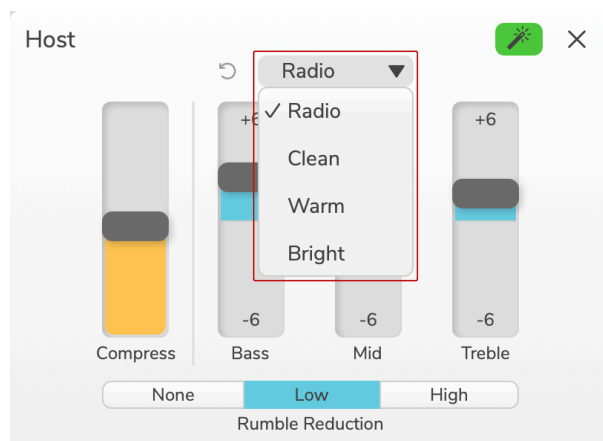 Host
Radio
Radio
Clean
Warm
Bright
+6
+6
-6
-6
-6
Compress
Bass
Mid
Treble
None
Low
High
Rumble Reduction